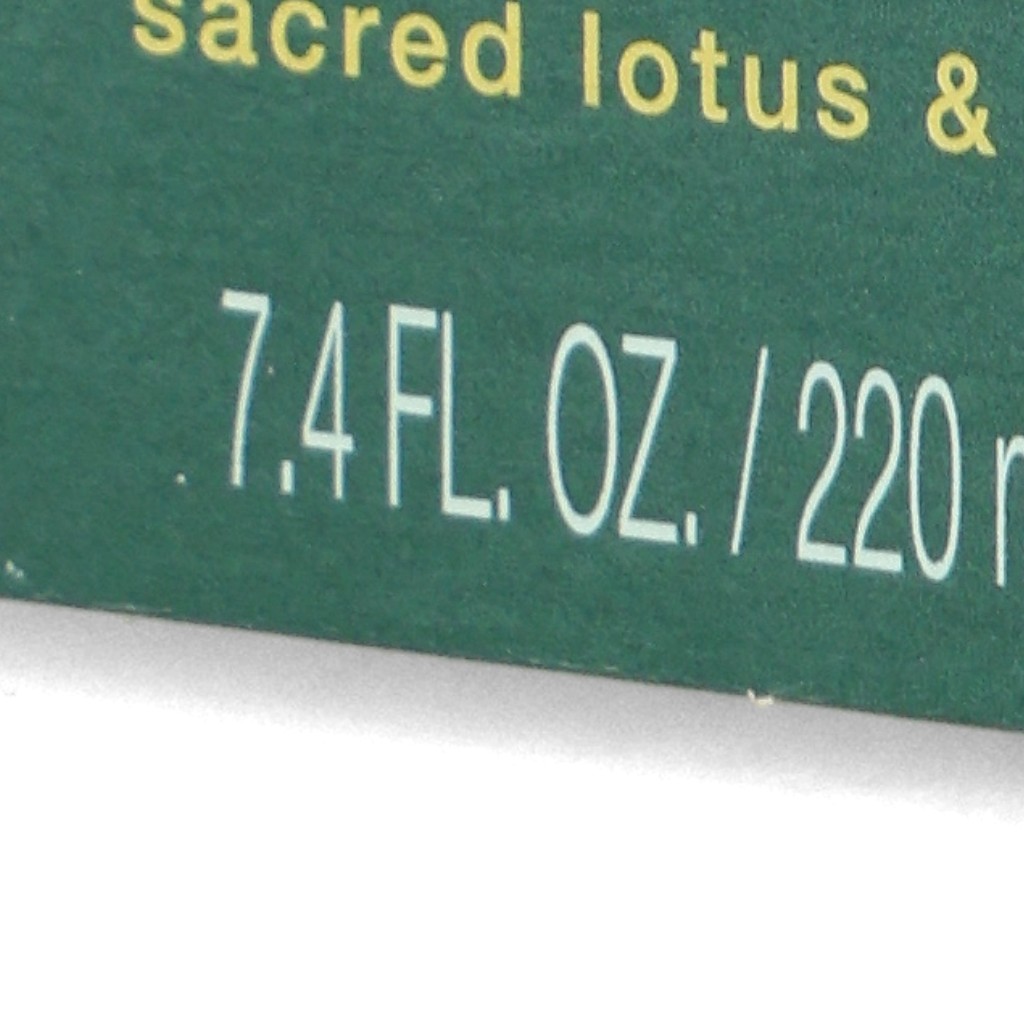 sacred lotus &
7.4 FL. OZ. / 220